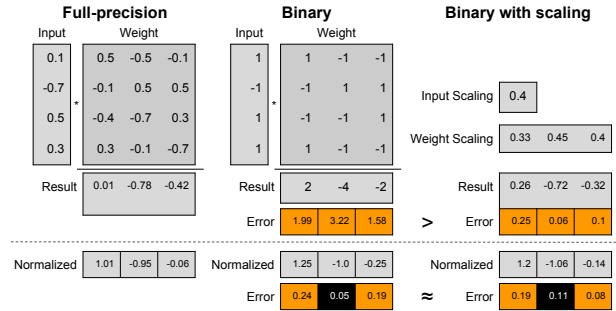 Full-precision Binary Binary with scaling
Input Weight Input Weight
0.1 0.5 -0.5 -0.1 1 1 -1 -1
-0.7 -0.1 0.5 0.5 -1 -1 1 1
Input Scaling 0.4
* *
0.5 -0.4 -0.7 0.3 1 -1 -1 1
Weight Scaling 0.33 0.45 0.4
0.3 0.3 -0.1 -0.7 1 1 -1 -1
Result 0.01 -0.78 -0.42 Result 2 -4 -2 Result 0.26 -0.72 -0.32
Error 1.99 3.22 1.58 > Error 0.25 0.06 0.1
Normalized 1.01 -0.95 -0.06 Normalized 1.25 -1.0 -0.25 Normalized 1.2 -1.06 -0.14
Error 0.24 0.05 0.19 ≈ Error 0.19 0.11 0.08